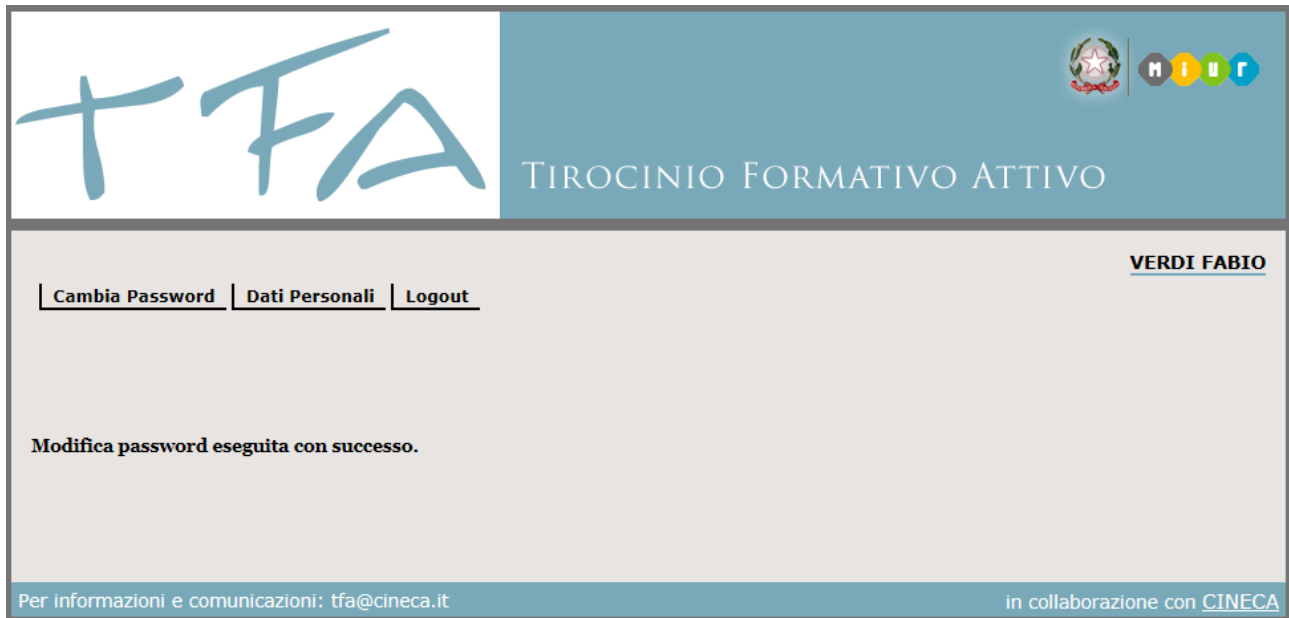 TFA
MIUR
TIROCINIO FORMATIVO ATTIVO
VERDI FABIO
Cambia Password Dati Personali Logout
Modifica password eseguita con successo.
Per informazioni e comunicazioni: tfa@cineca.it in collaborazione con CINECA